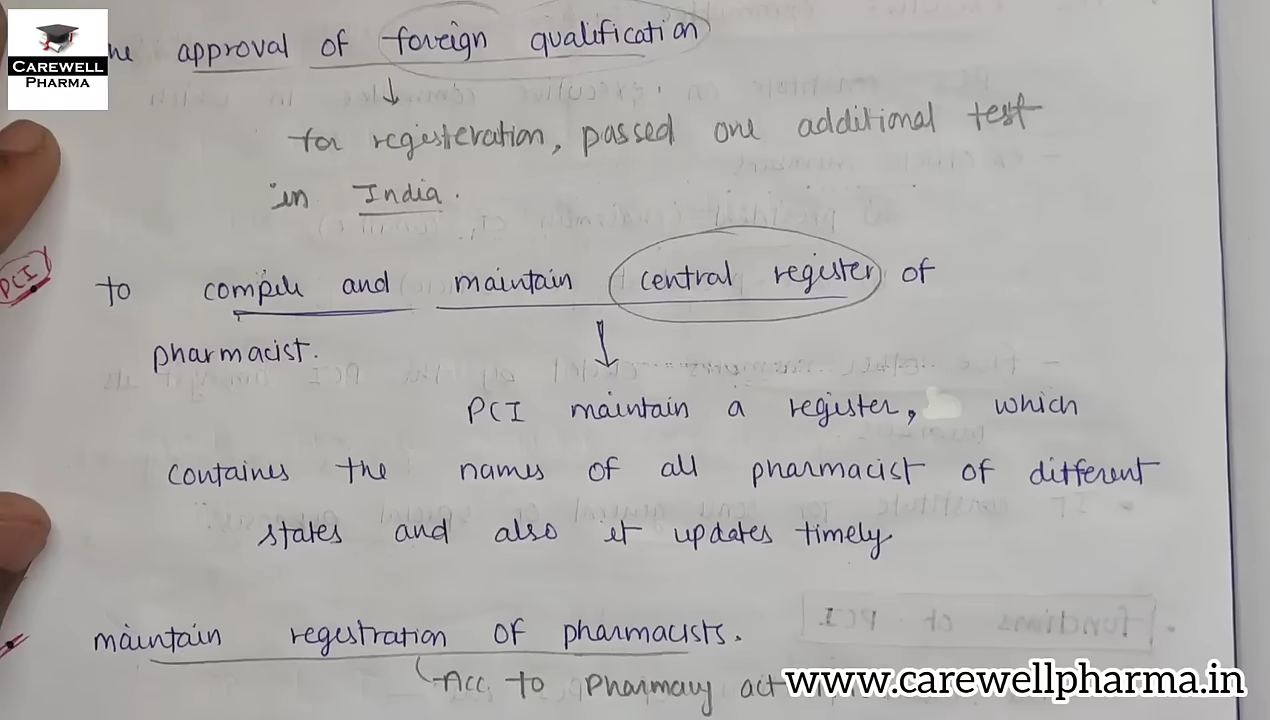 CAREWELL
PHARMA
he approval of foreign qualification
for registeration, passed one additional test
in India.
PCI
to compile and maintain central register of
pharmacist.
PCI maintain a register, which
containes the names of all pharmacist of different
states and also it updates timely
maintain regestration of pharmacists.
Acc. to Pharmacy act
www.carewellpharma.in